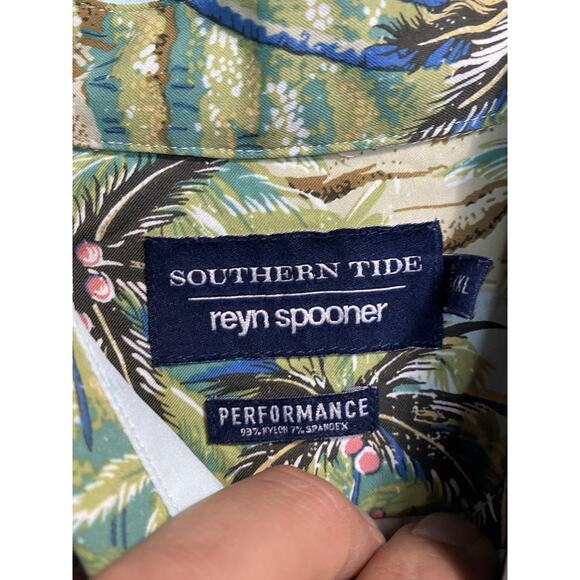 SOUTHERN TIDE
reyn spooner
PERFORMANCE
93% NYLON 7% SPANDEX